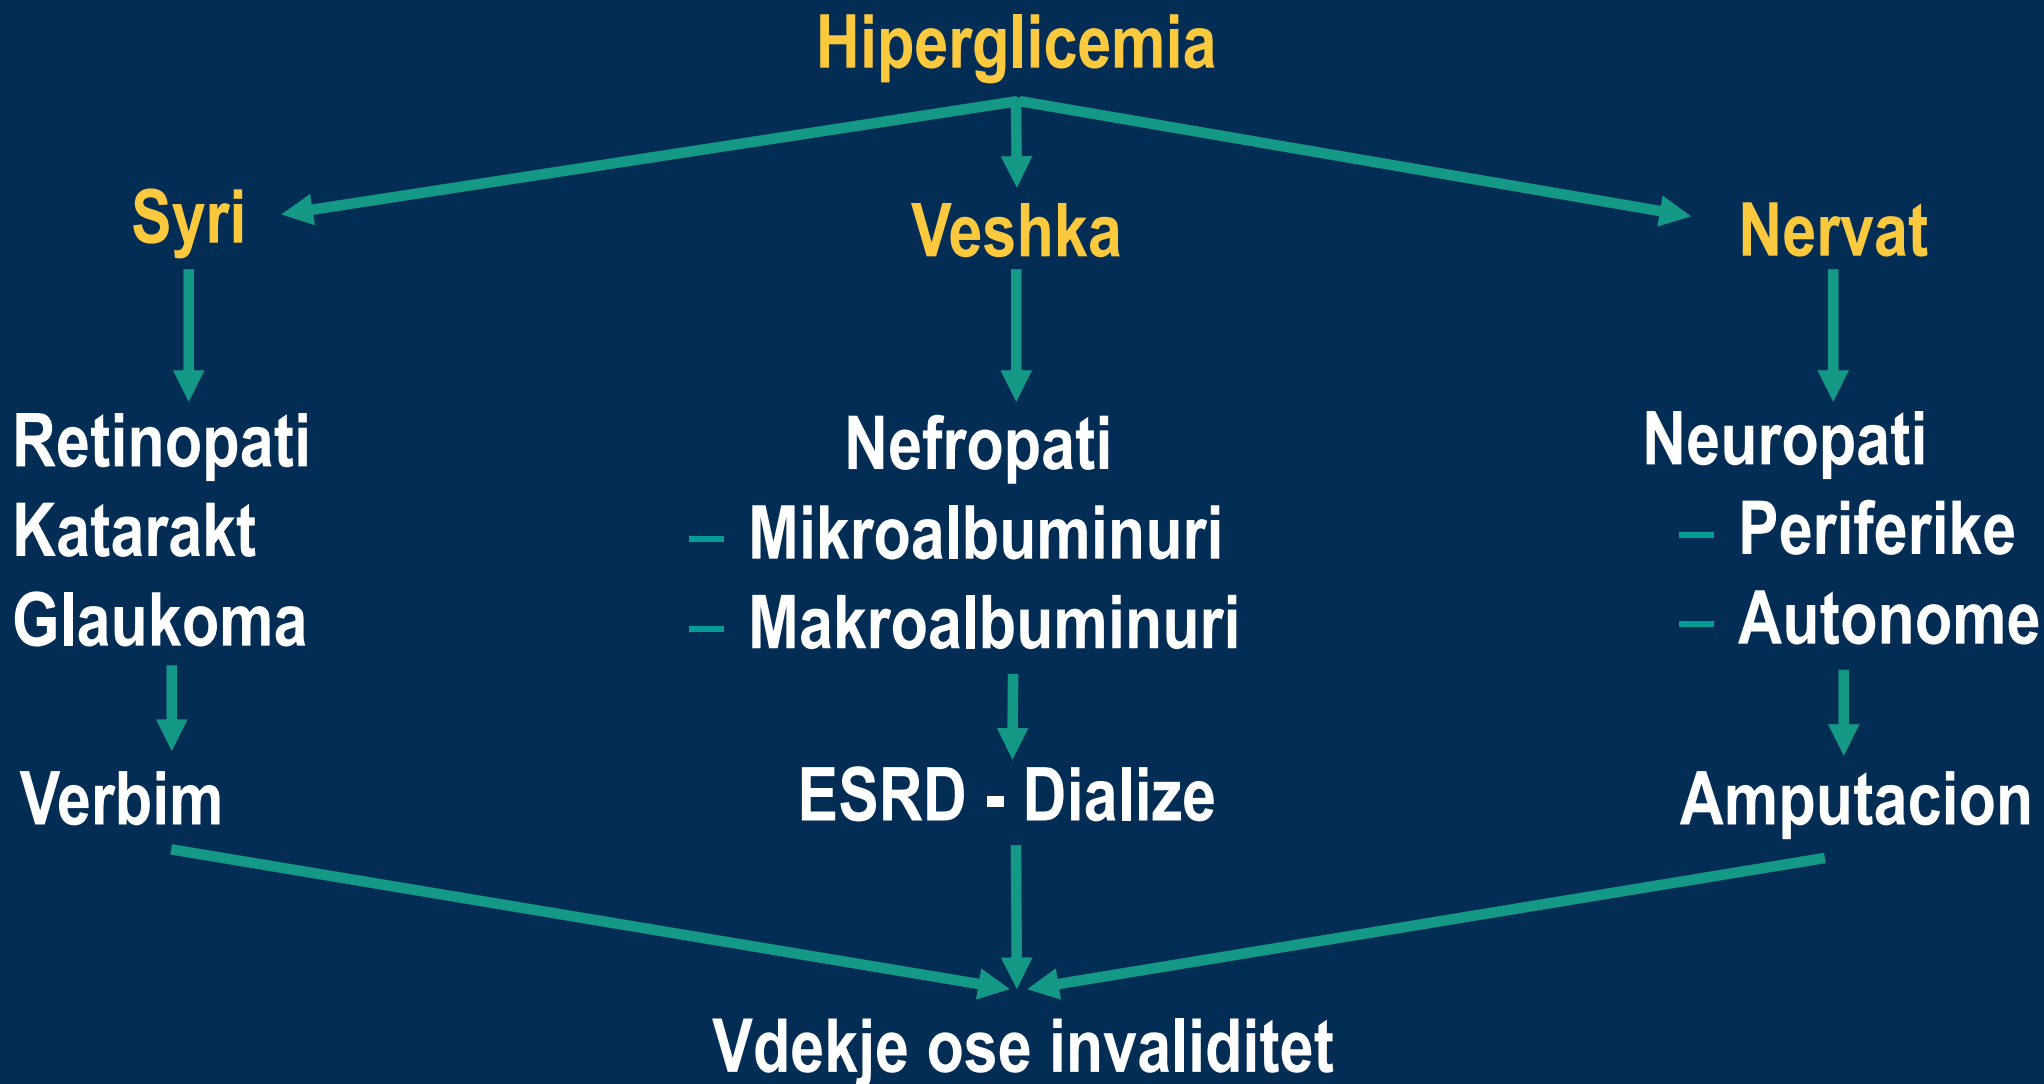 Hiperglicemia
Syri
Veshka
Nervat
Retinopati
Katarakt
Glaukoma
Nefropati
– Mikroalbuminuri
– Makroalbuminuri
Neuropati
– Periferike
– Autonome
Verbim
ESRD - Dialize
Amputacion
Vdekje ose invaliditet